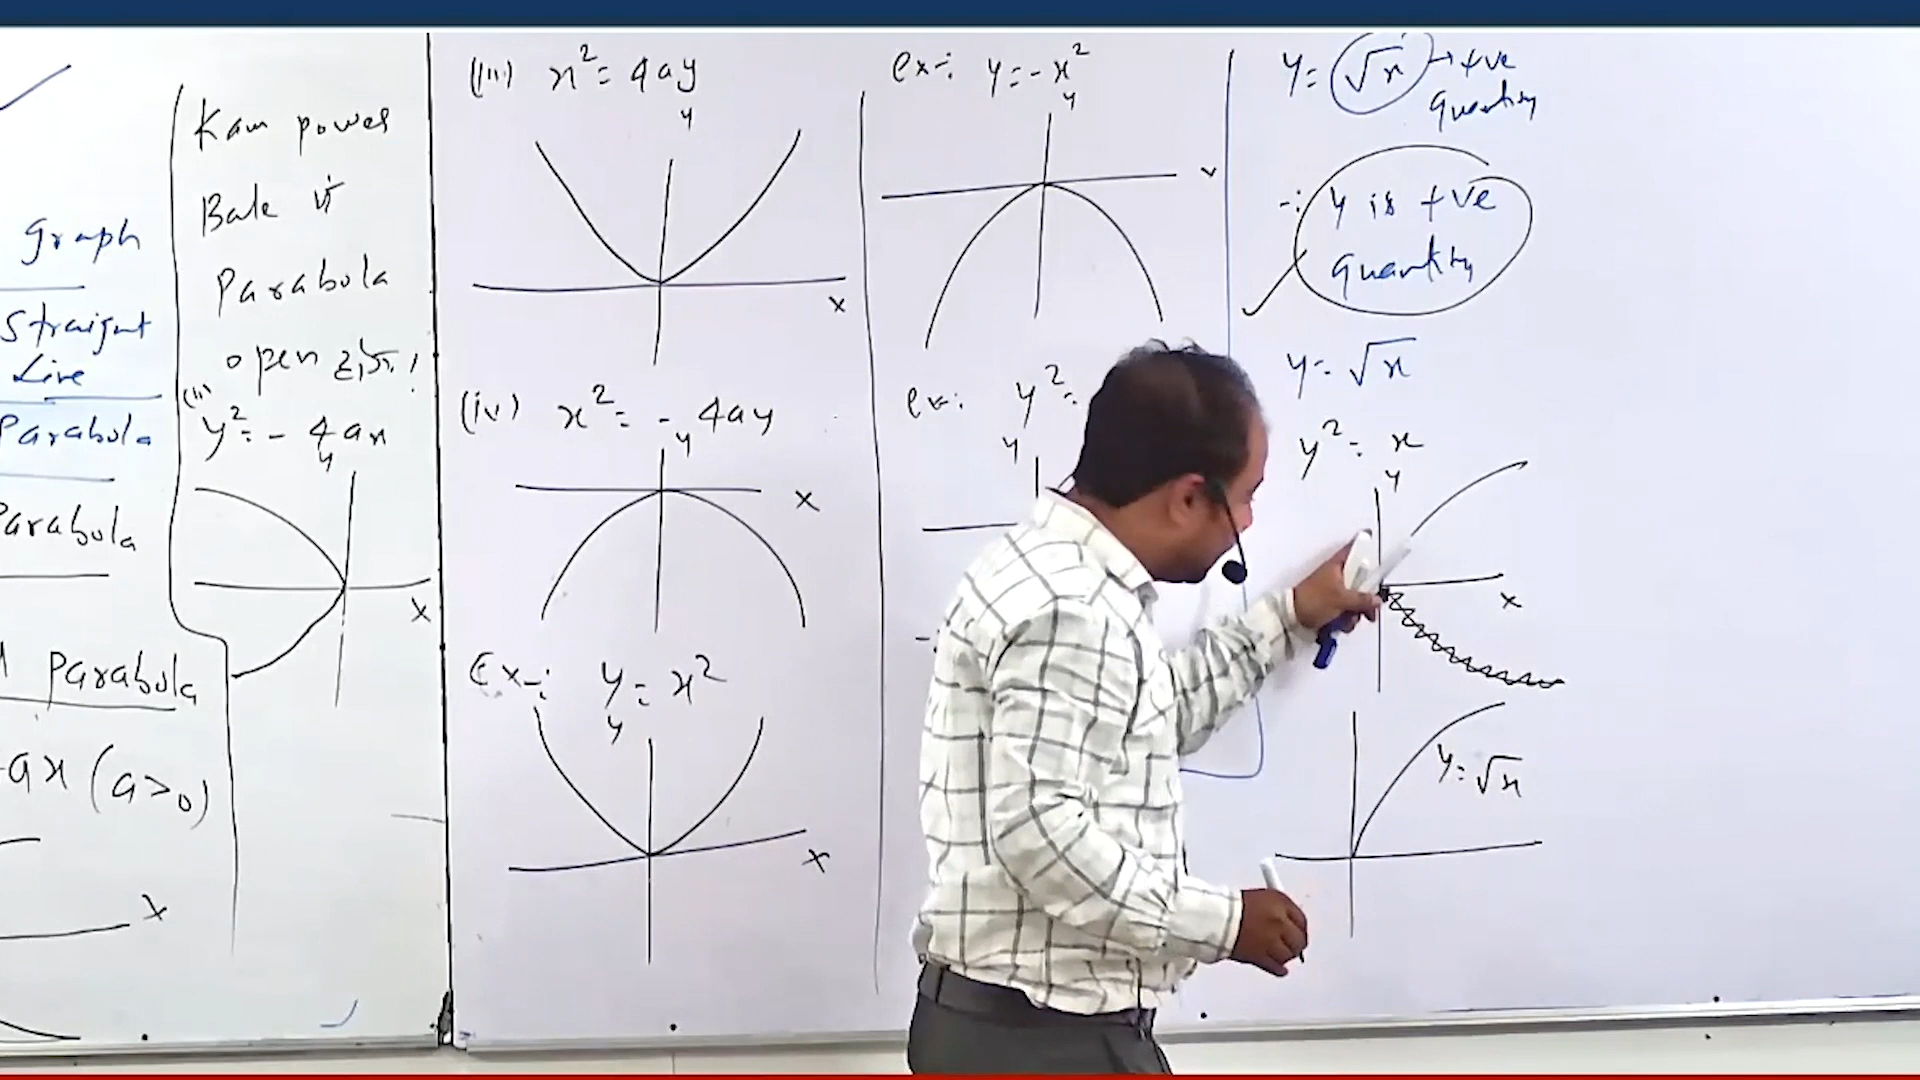 Graph
Straight
Line
Parabola
Parabola
Parabola
ax (a>0)
x
Kam power
Parabola
open
(ii)
y² = - 4ax
y
x
(iii) x² = 4ay
y
x
(iv) x² = - 4ay
y
x
Ex-: y = x²
y
x
ex-: y = -x²
y
ex-: y² =
y
y = √x → +ve
quantity
∴ y is +ve
quantity
y = √x
y² = x
y
x
y = √x